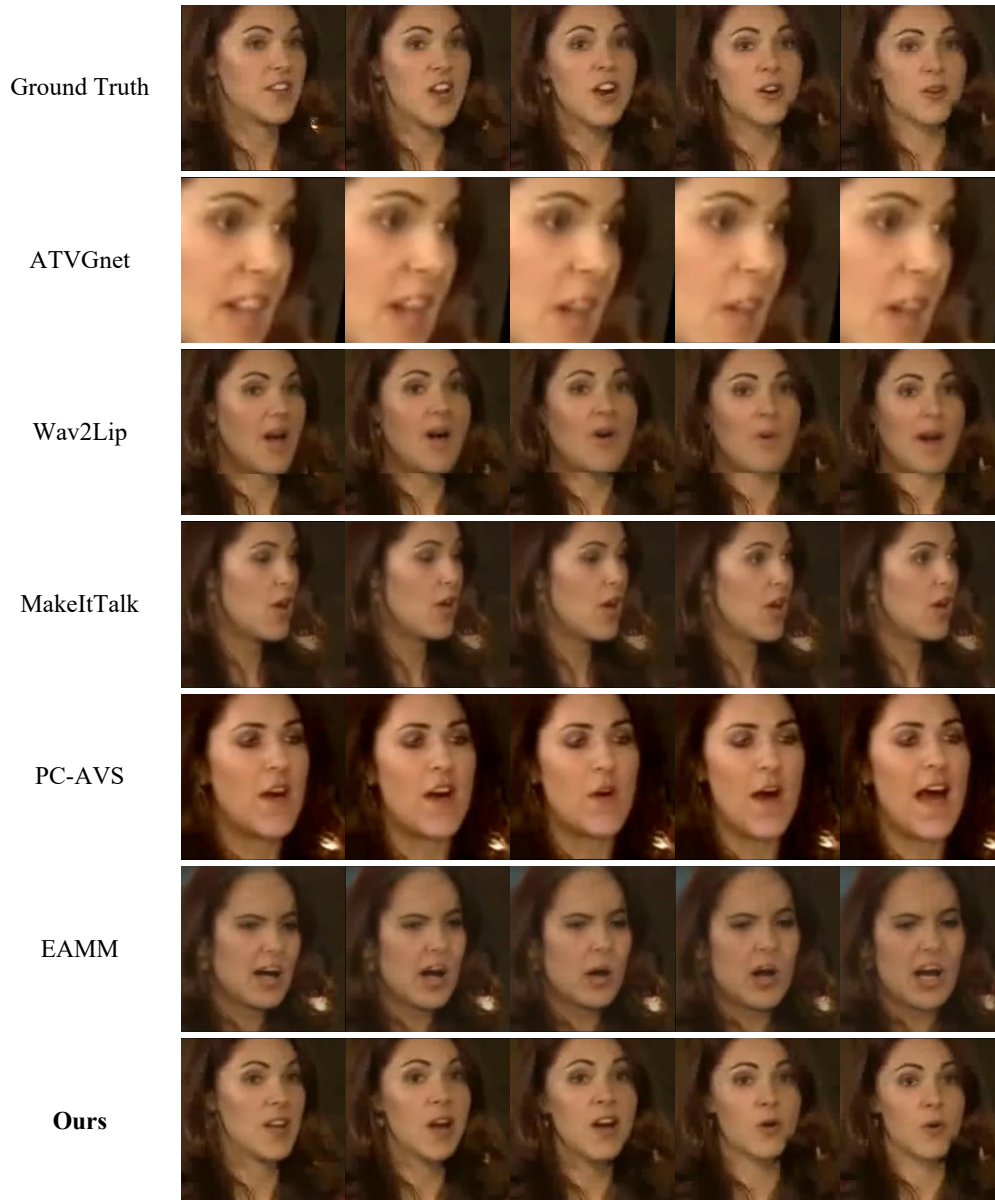 Ground Truth
ATVGnet
Wav2Lip
MakeItTalk
PC-AVS
EAMM
Ours